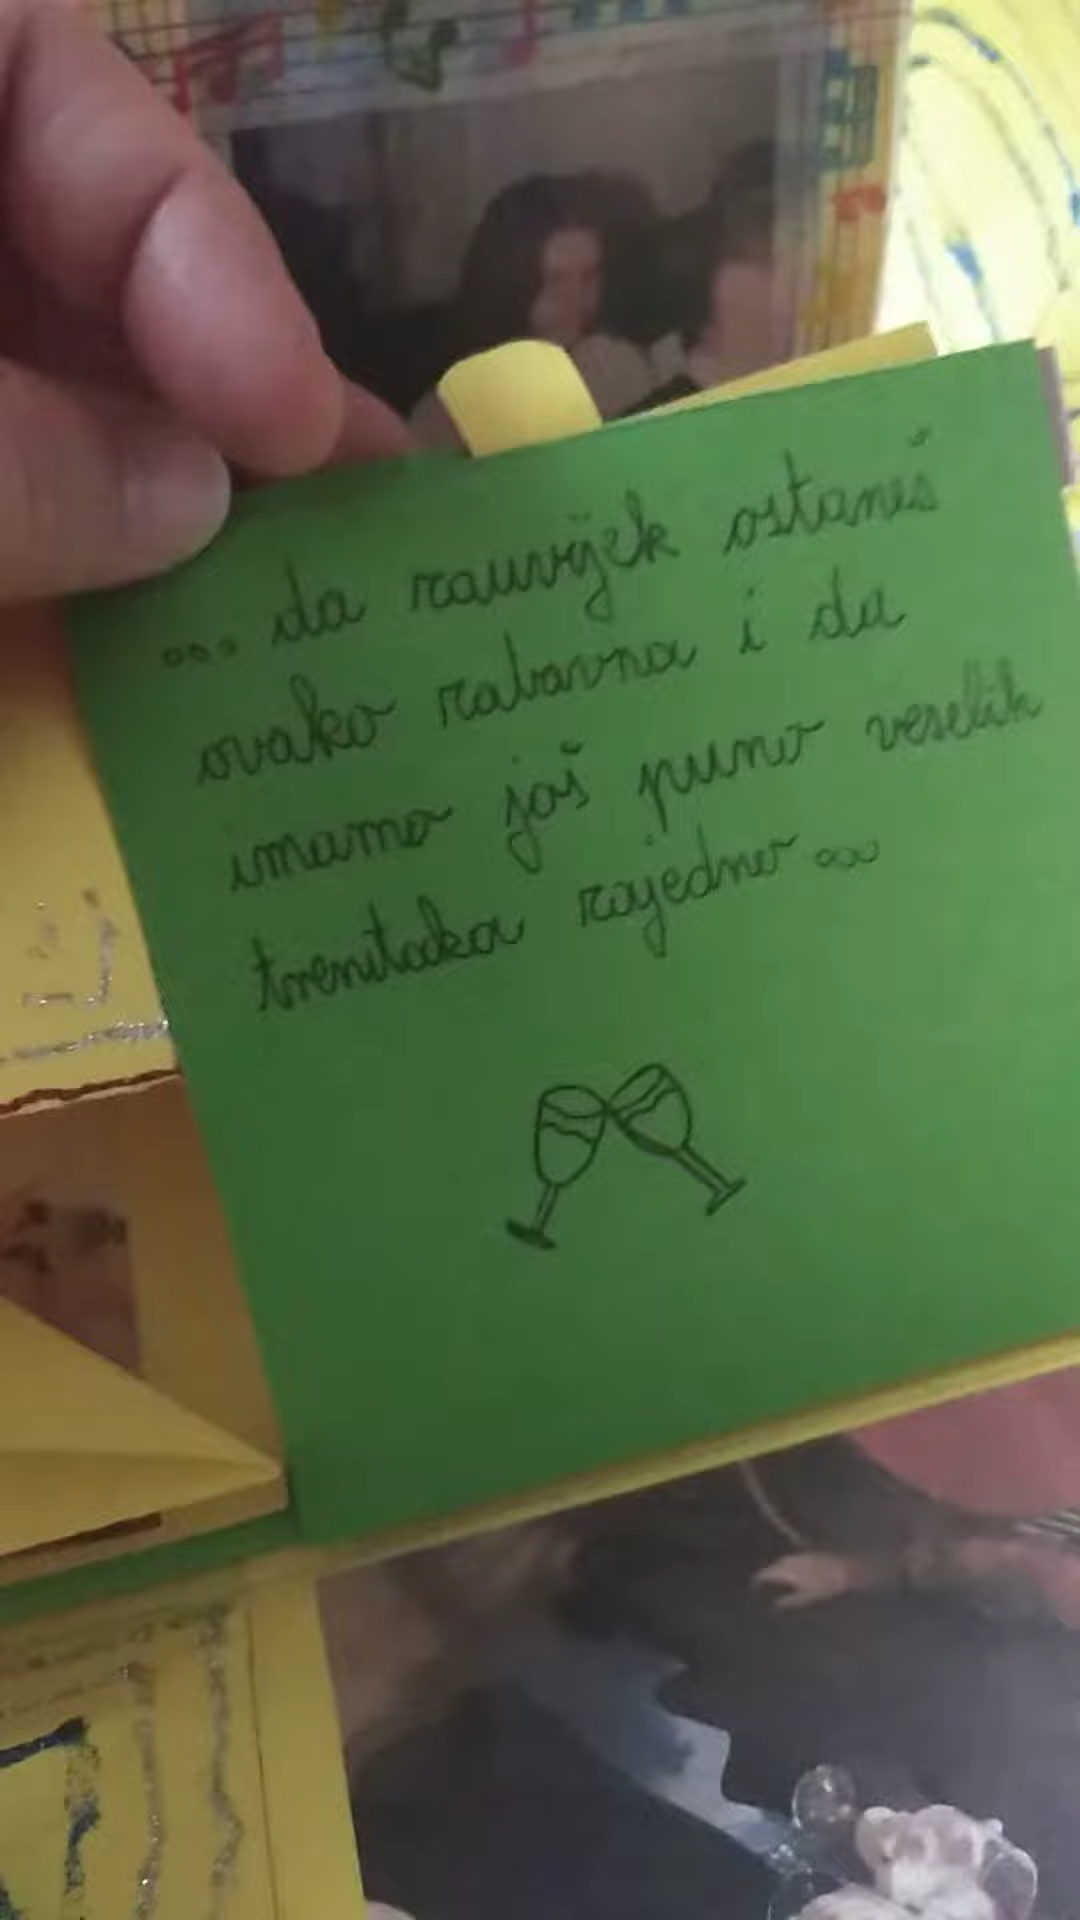 ... da zauvijek ostaneš
ovako zabavna i da
imamo još puno veselih
trenutaka zajedno ...